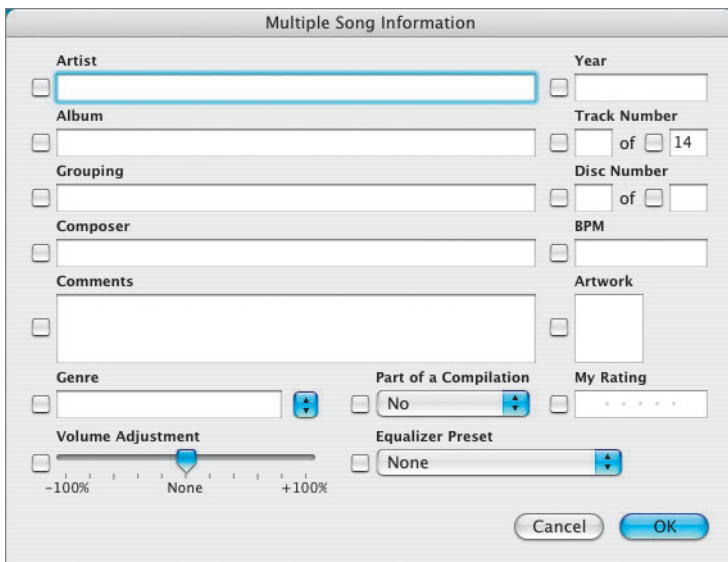 Multiple Song Information
Artist
Year
Album
Track Number
of 14
Grouping
Disc Number
of
Composer
BPM
Comments
Artwork
Genre
Part of a Compilation
My Rating
No
Volume Adjustment
Equalizer Preset
None
-100% None +100%
Cancel OK